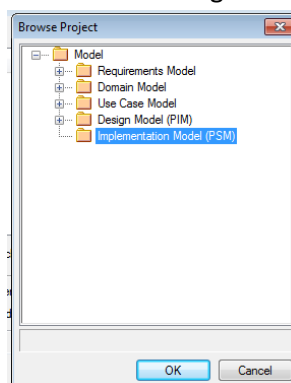 Browse Project
Model
Requirements Model
Domain Model
Use Case Model
Design Model (PIM)
Implementation Model (PSM)
OK
Cancel